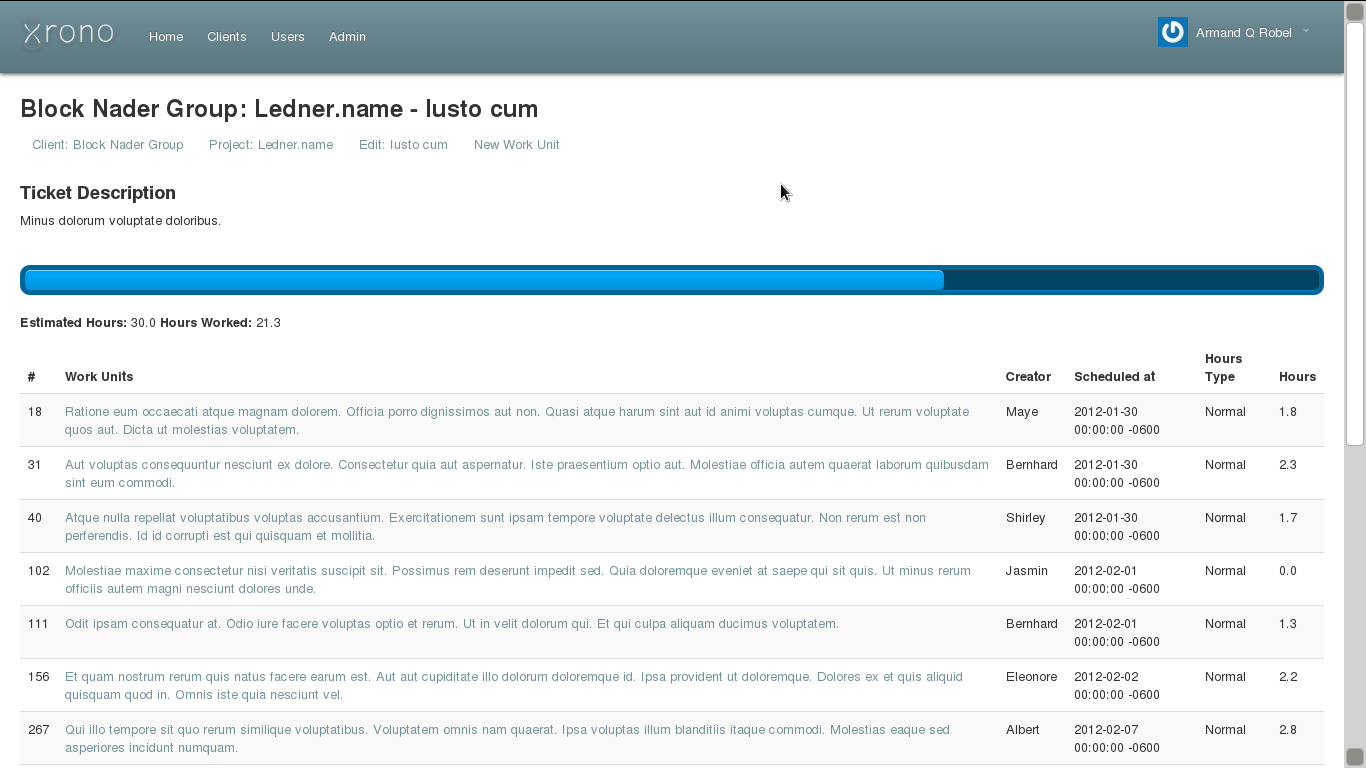 xrono Home Clients Users Admin Armand Q Robel
Block Nader Group: Ledner.name - Iusto cum
Client: Block Nader Group Project: Ledner.name Edit: Iusto cum New Work Unit
Ticket Description
Minus dolorum voluptate doloribus.
Estimated Hours: 30.0 Hours Worked: 21.3
# Work Units Creator Scheduled at Hours Type Hours
18 Ratione eum occaecati atque magnam dolorem. Officia porro dignissimos aut non. Quasi atque harum sint aut id animi voluptas cumque. Ut rerum voluptate Maye 2012-01-30 Normal 1.8
quos aut. Dicta ut molestias voluptatem. 00:00:00 -0600
31 Aut voluptas consequuntur nesciunt ex dolore. Consectetur quia aut aspernatur. Iste praesentium optio aut. Molestiae officia autem quaerat laborum quibusdam Bernhard 2012-01-30 Normal 2.3
sint eum commodi. 00:00:00 -0600
40 Atque nulla repellat voluptatibus voluptas accusantium. Exercitationem sunt ipsam tempore voluptate delectus illum consequatur. Non rerum est non Shirley 2012-01-30 Normal 1.7
perferendis. Id id corrupti est qui quisquam et mollitia. 00:00:00 -0600
102 Molestiae maxime consectetur nisi veritatis suscipit sit. Possimus rem deserunt impedit sed. Quia doloremque eveniet at saepe qui sit quis. Ut minus rerum Jasmin 2012-02-01 Normal 0.0
officiis autem magni nesciunt dolores unde. 00:00:00 -0600
111 Odit ipsam consequatur at. Odio iure facere voluptas optio et rerum. Ut in velit dolorum qui. Et qui culpa aliquam ducimus voluptatem. Bernhard 2012-02-01 Normal 1.3
00:00:00 -0600
156 Et quam nostrum rerum quis natus facere earum est. Aut aut cupiditate illo dolorum doloremque id. Ipsa provident ut doloremque. Dolores ex et quis aliquid Eleonore 2012-02-02 Normal 2.2
quisquam quod in. Omnis iste quia nesciunt vel. 00:00:00 -0600
267 Qui illo tempore sit quo rerum similique voluptatibus. Voluptatem omnis nam quaerat. Ipsa voluptas illum blanditiis itaque commodi. Molestias eaque sed Albert 2012-02-07 Normal 2.8
asperiores incidunt numquam. 00:00:00 -0600